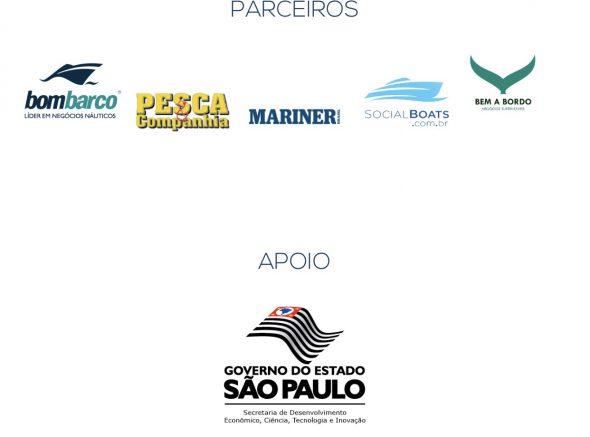 PARCEIROS
bombarco®
LÍDER EM NEGÓCIOS NÁUTICOS
PESCA
& Companhia
MARINER BRASIL
SOCIALBOATS
.com.br
BEM A BORDO
APOIO
GOVERNO DO ESTADO
SÃO PAULO
Secretaria de Desenvolvimento
Econômico, Ciência, Tecnologia e Inovação